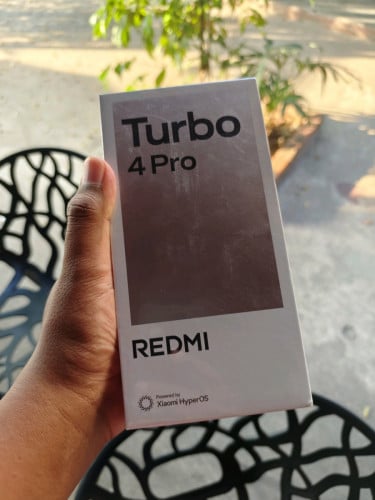 Turbo
4 Pro
REDMI
Powered by
Xiaomi HyperOS